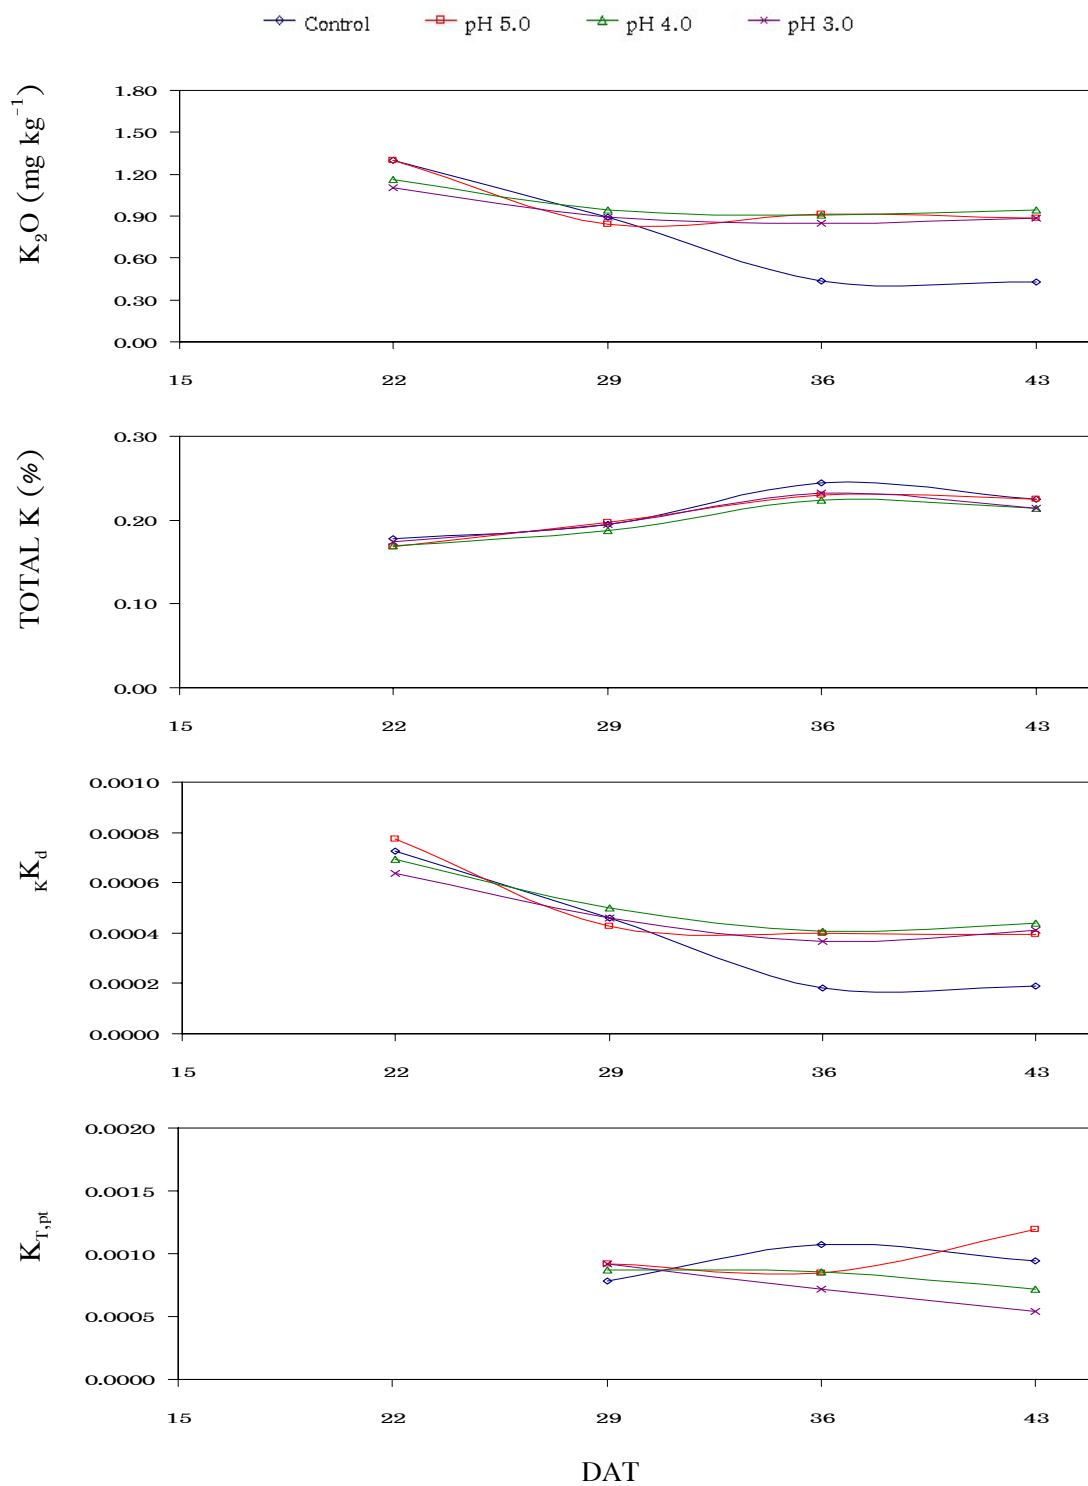 Control pH 5.0 pH 4.0 pH 3.0
K₂O (mg kg⁻¹)
1.80
1.50
1.20
0.90
0.60
0.30
0.00
15 22 29 36 43
TOTAL K (%)
0.30
0.20
0.10
0.00
15 22 29 36 43
ₖK_d
0.0010
0.0008
0.0006
0.0004
0.0002
0.0000
15 22 29 36 43
K_T,pt
0.0020
0.0015
0.0010
0.0005
0.0000
15 22 29 36 43
DAT